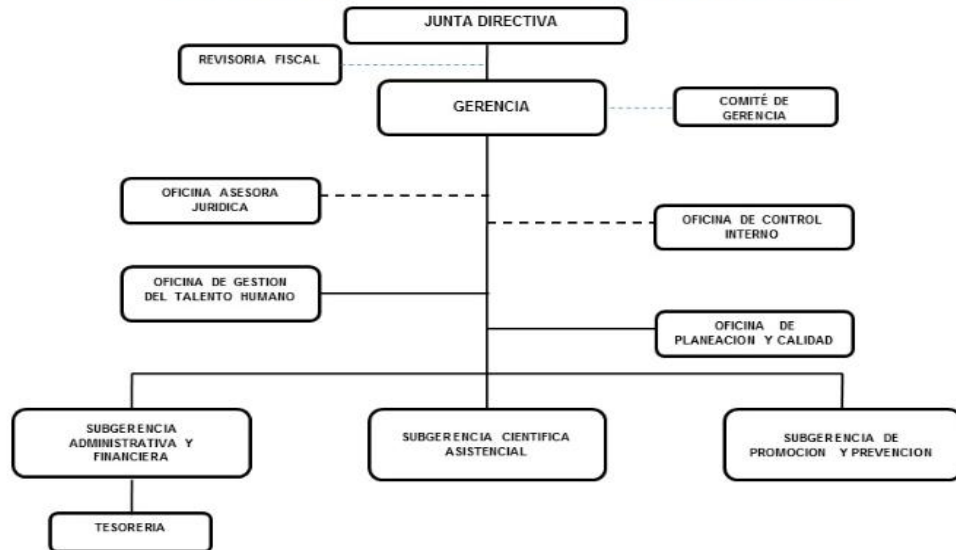 JUNTA DIRECTIVA
REVISORIA FISCAL
GERENCIA
COMITÉ DE
GERENCIA
OFICINA ASESORA
JURIDICA
OFICINA DE CONTROL
INTERNO
OFICINA DE GESTION
DEL TALENTO HUMANO
OFICINA DE
PLANEACION Y CALIDAD
SUBGERENCIA
ADMINISTRATIVA Y
FINANCIERA
SUBGERENCIA CIENTIFICA
ASISTENCIAL
SUBGERENCIA DE
PROMOCION Y PREVENCION
TESORERIA